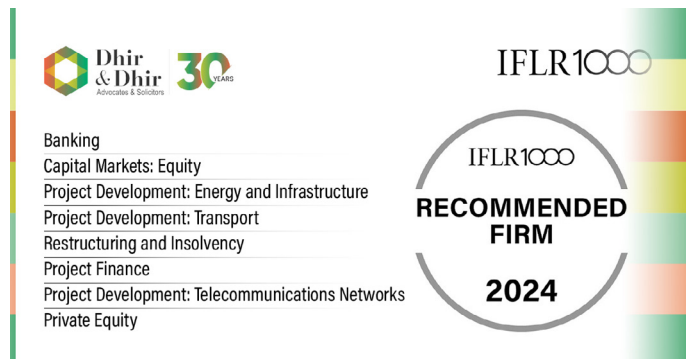 Dhir
& Dhir
Advocates & Solicitors
30 YEARS
IFLR1000
Banking
Capital Markets: Equity
Project Development: Energy and Infrastructure
Project Development: Transport
Restructuring and Insolvency
Project Finance
Project Development: Telecommunications Networks
Private Equity
IFLR1000
RECOMMENDED
FIRM
2024